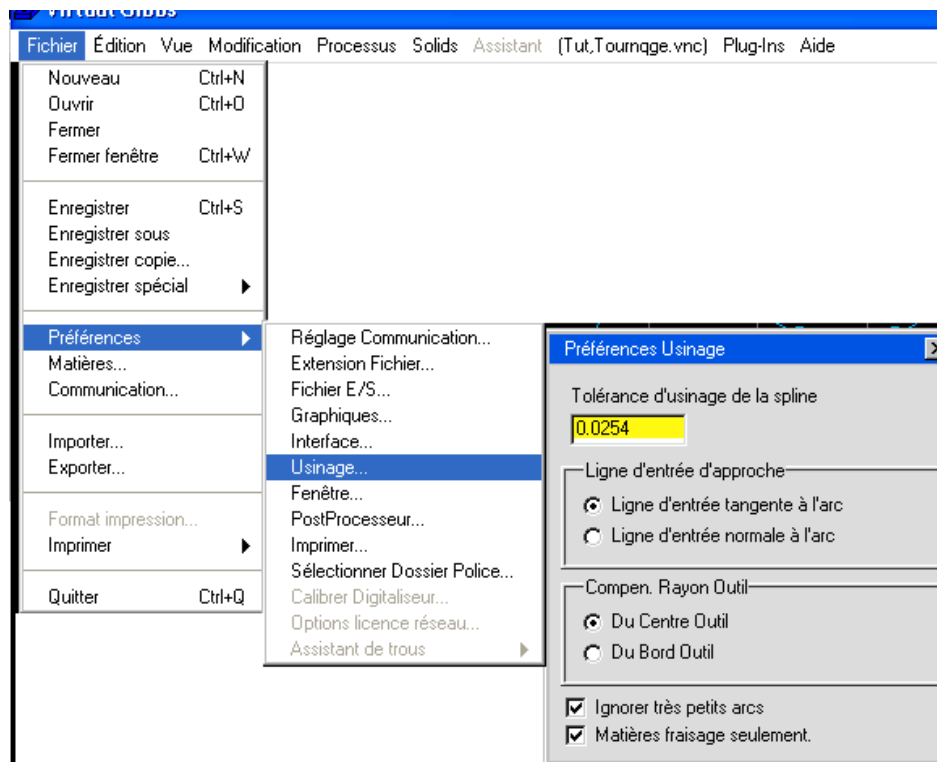 Virtual Gibbs
Fichier Édition Vue Modification Processus Solids Assistant (Tut,Tournqge.vnc) Plug-Ins Aide
Nouveau Ctrl+N
Ouvrir Ctrl+O
Fermer
Fermer fenêtre Ctrl+W
Enregistrer Ctrl+S
Enregistrer sous
Enregistrer copie...
Enregistrer spécial
Préférences
Matières...
Communication...
Importer...
Exporter...
Format impression...
Imprimer
Quitter Ctrl+Q
Réglage Communication...
Extension Fichier...
Fichier E/S...
Graphiques...
Interface...
Usinage...
Fenêtre...
PostProcesseur...
Imprimer...
Sélectionner Dossier Police...
Calibrer Digitaliseur...
Options licence réseau...
Assistant de trous
Préférences Usinage
Tolérance d'usinage de la spline
0.0254
Ligne d'entrée d'approche
Ligne d'entrée tangente à l'arc
Ligne d'entrée normale à l'arc
Compen. Rayon Outil
Du Centre Outil
Du Bord Outil
Ignorer très petits arcs
Matières fraisage seulement.